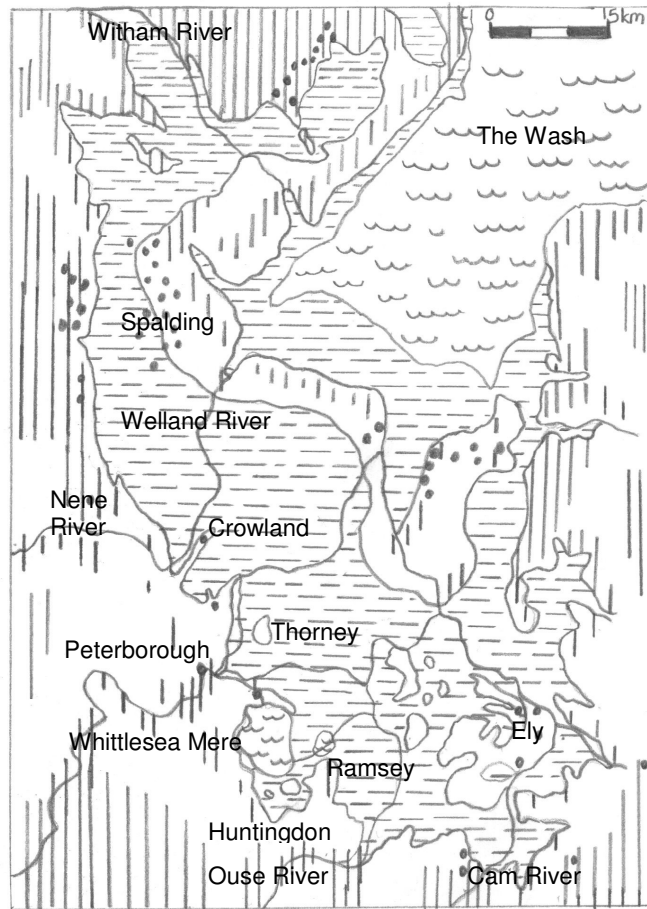 Witham River
0 15km
The Wash
Spalding
Welland River
Nene
River
Crowland
Thorney
Peterborough
Whittlesea Mere
Ely
Ramsey
Huntingdon
Ouse River
Cam River